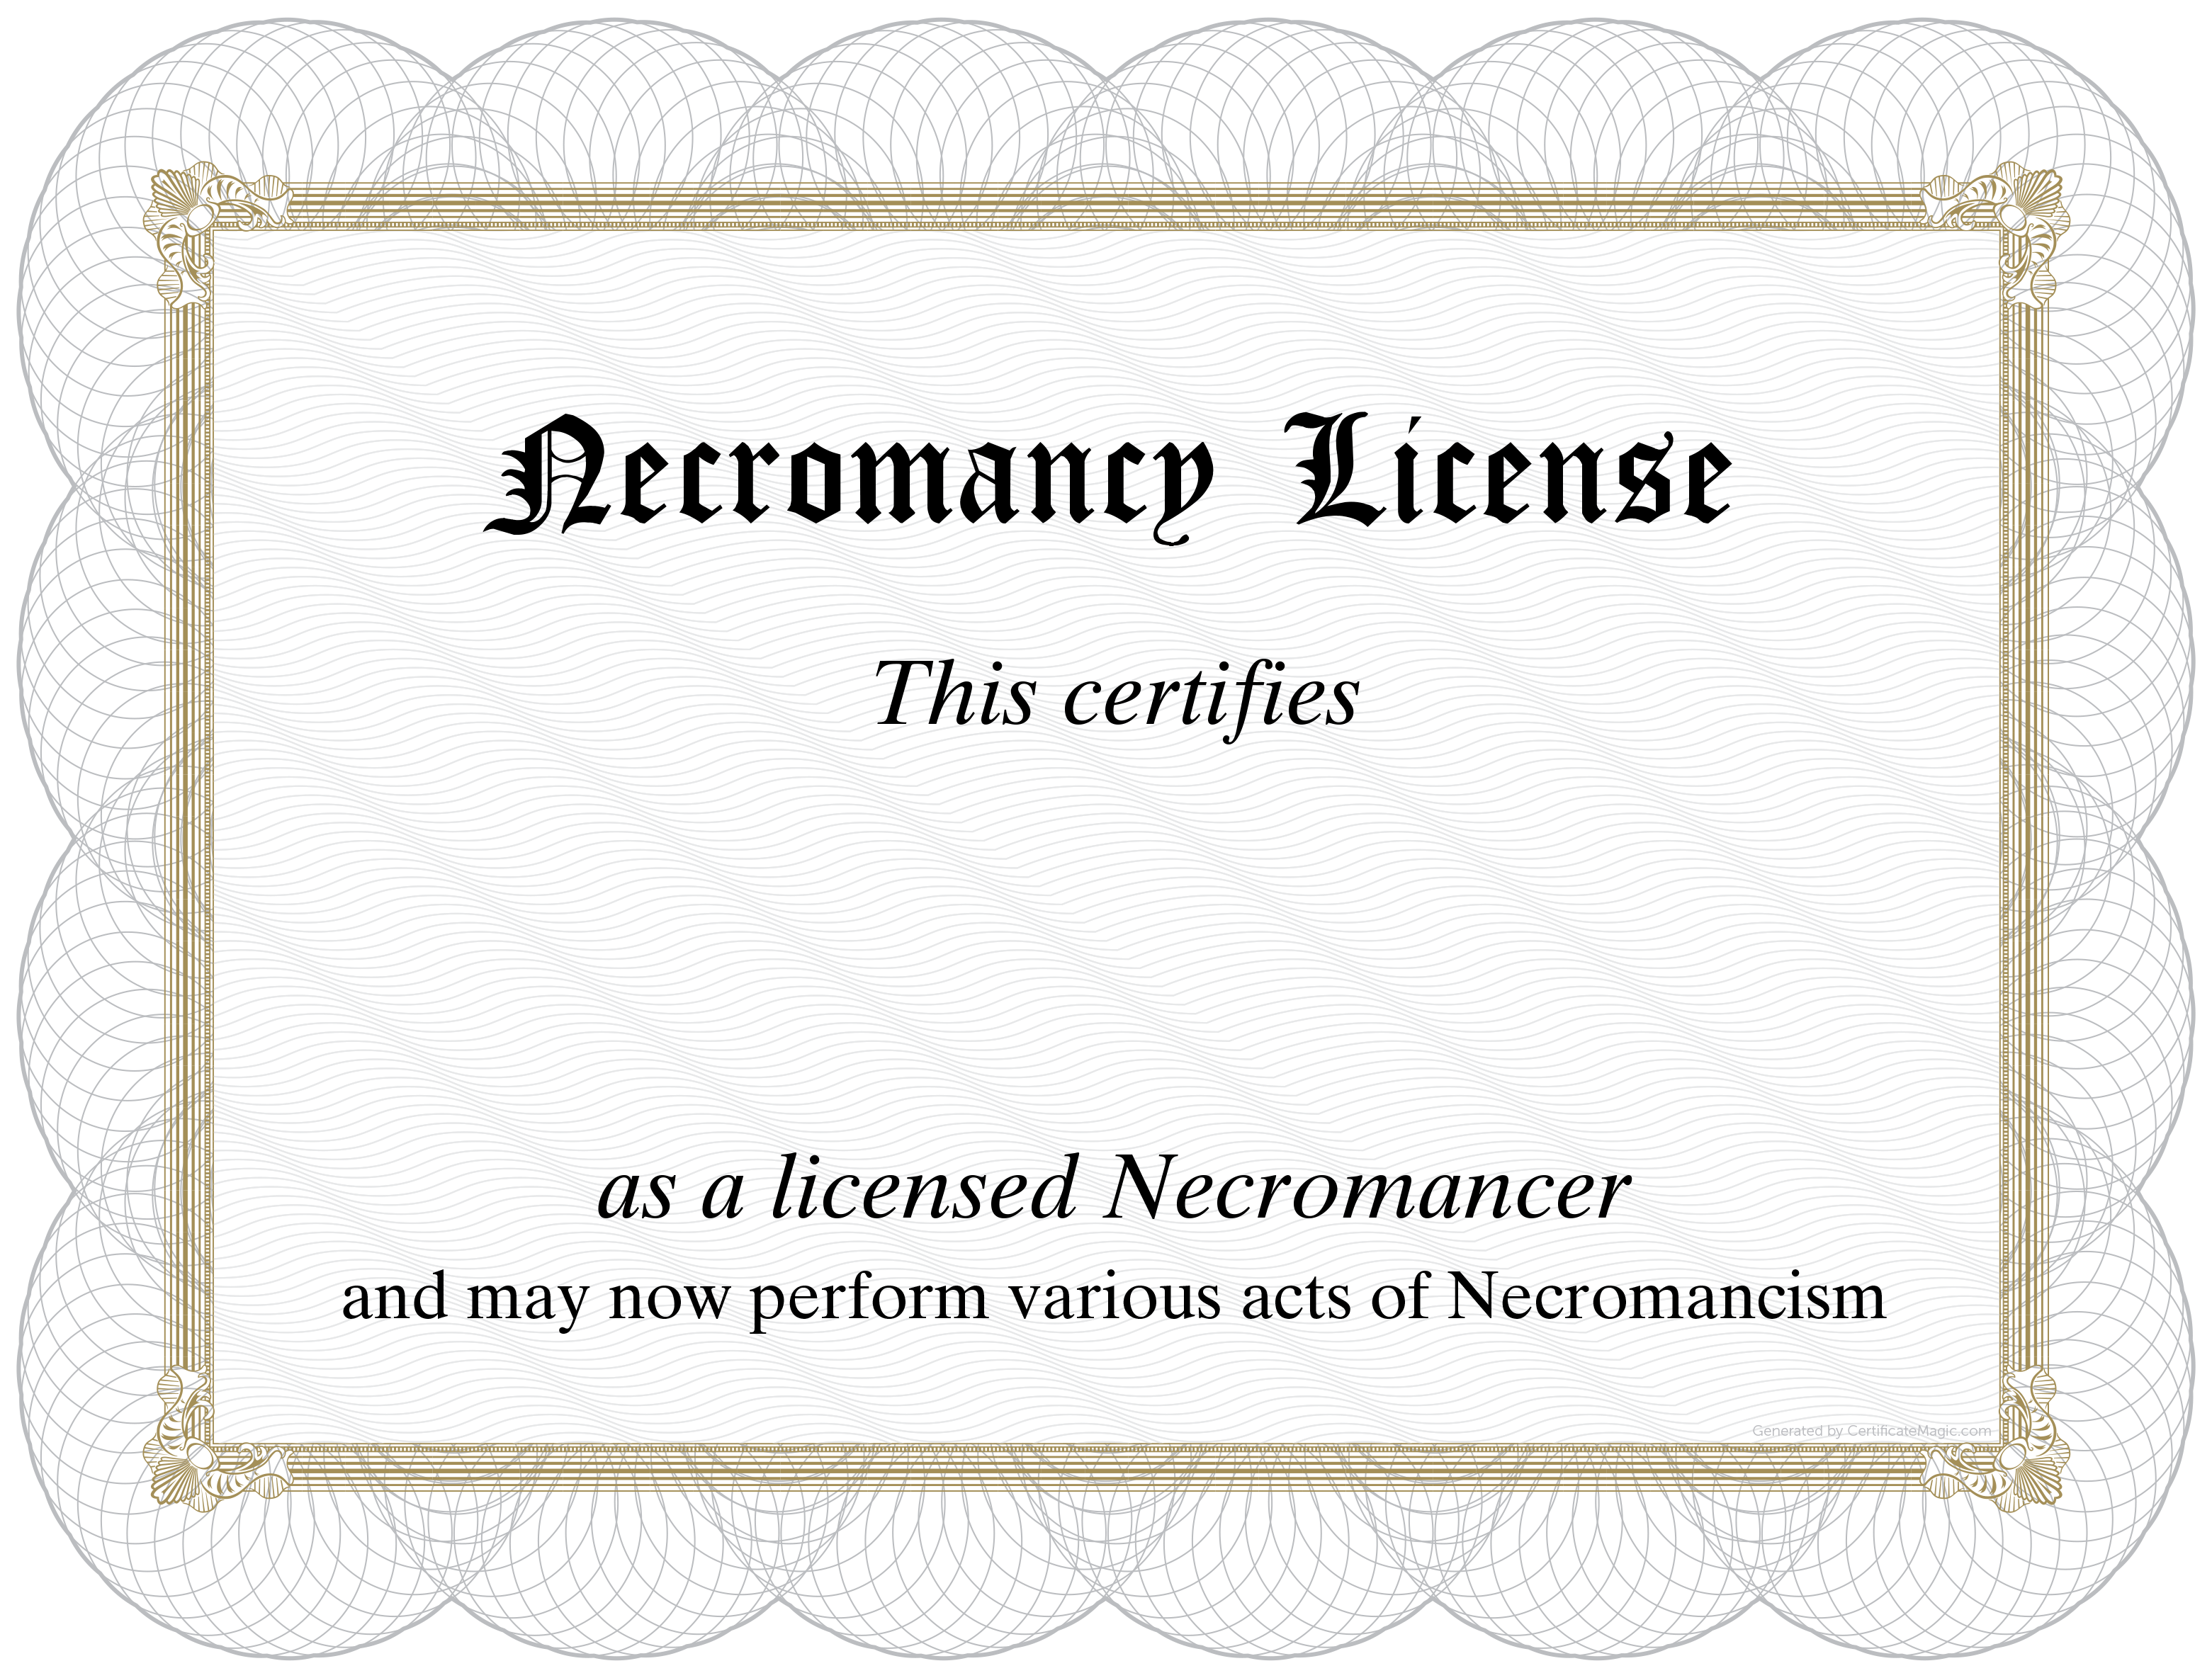 Necromancy License
This certifies
as a licensed Necromancer
and may now perform various acts of Necromancism
Generated by CertificateMagic.com